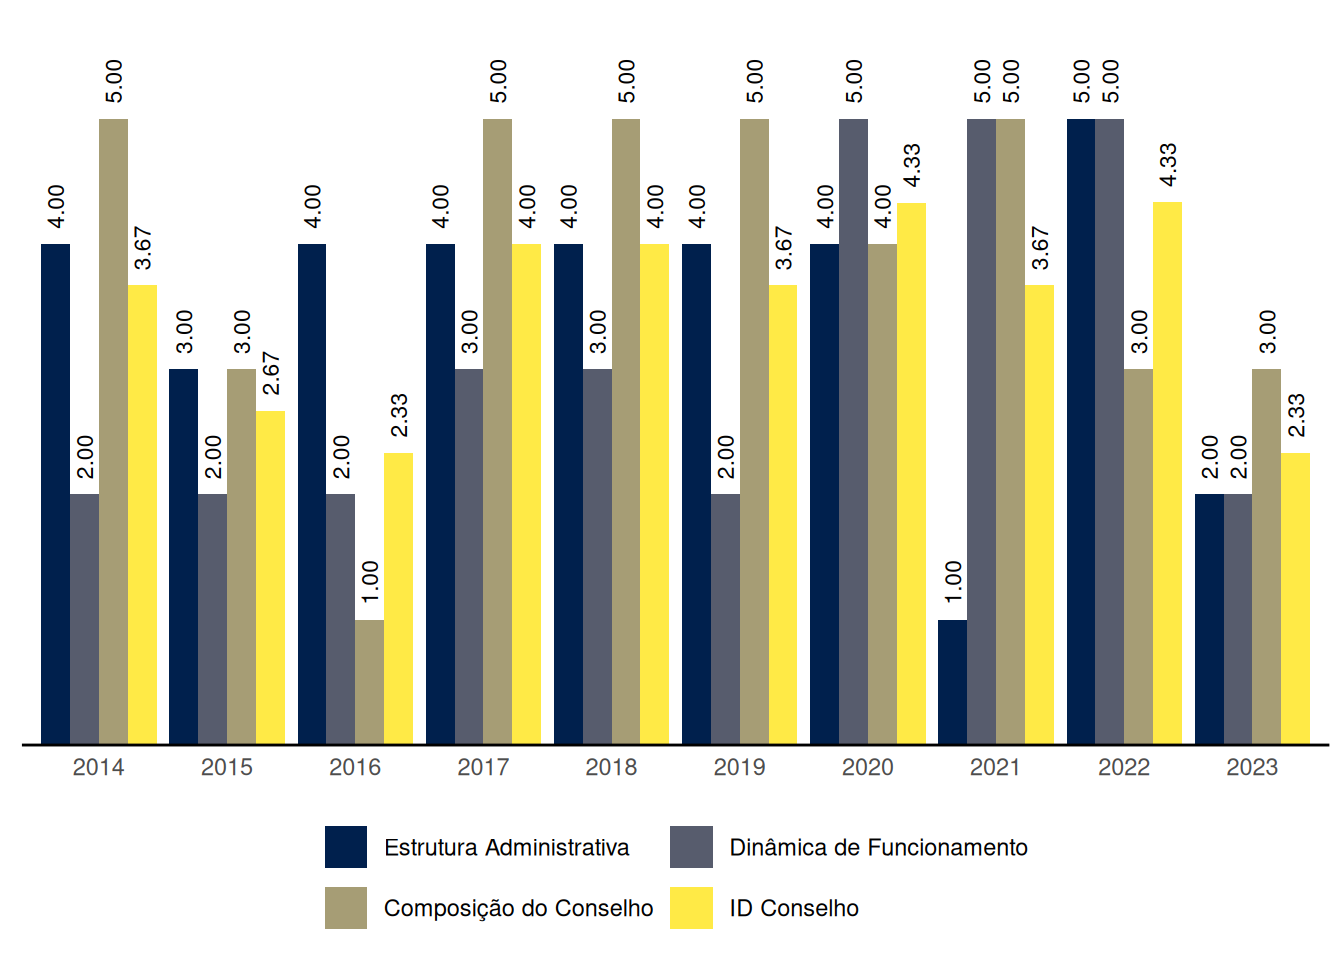 4.00 2.00 5.00 3.67 3.00 2.00 3.00 2.67 4.00 2.00 1.00 2.33 4.00 3.00 5.00 4.00 4.00 3.00 5.00 4.00 4.00 2.00 5.00 3.67 4.00 5.00 4.00 4.33 1.00 5.00 5.00 3.67 5.00 5.00 3.00 4.33 2.00 2.00 3.00 2.33
2014 2015 2016 2017 2018 2019 2020 2021 2022 2023
Estrutura Administrativa Dinâmica de Funcionamento
Composição do Conselho ID Conselho